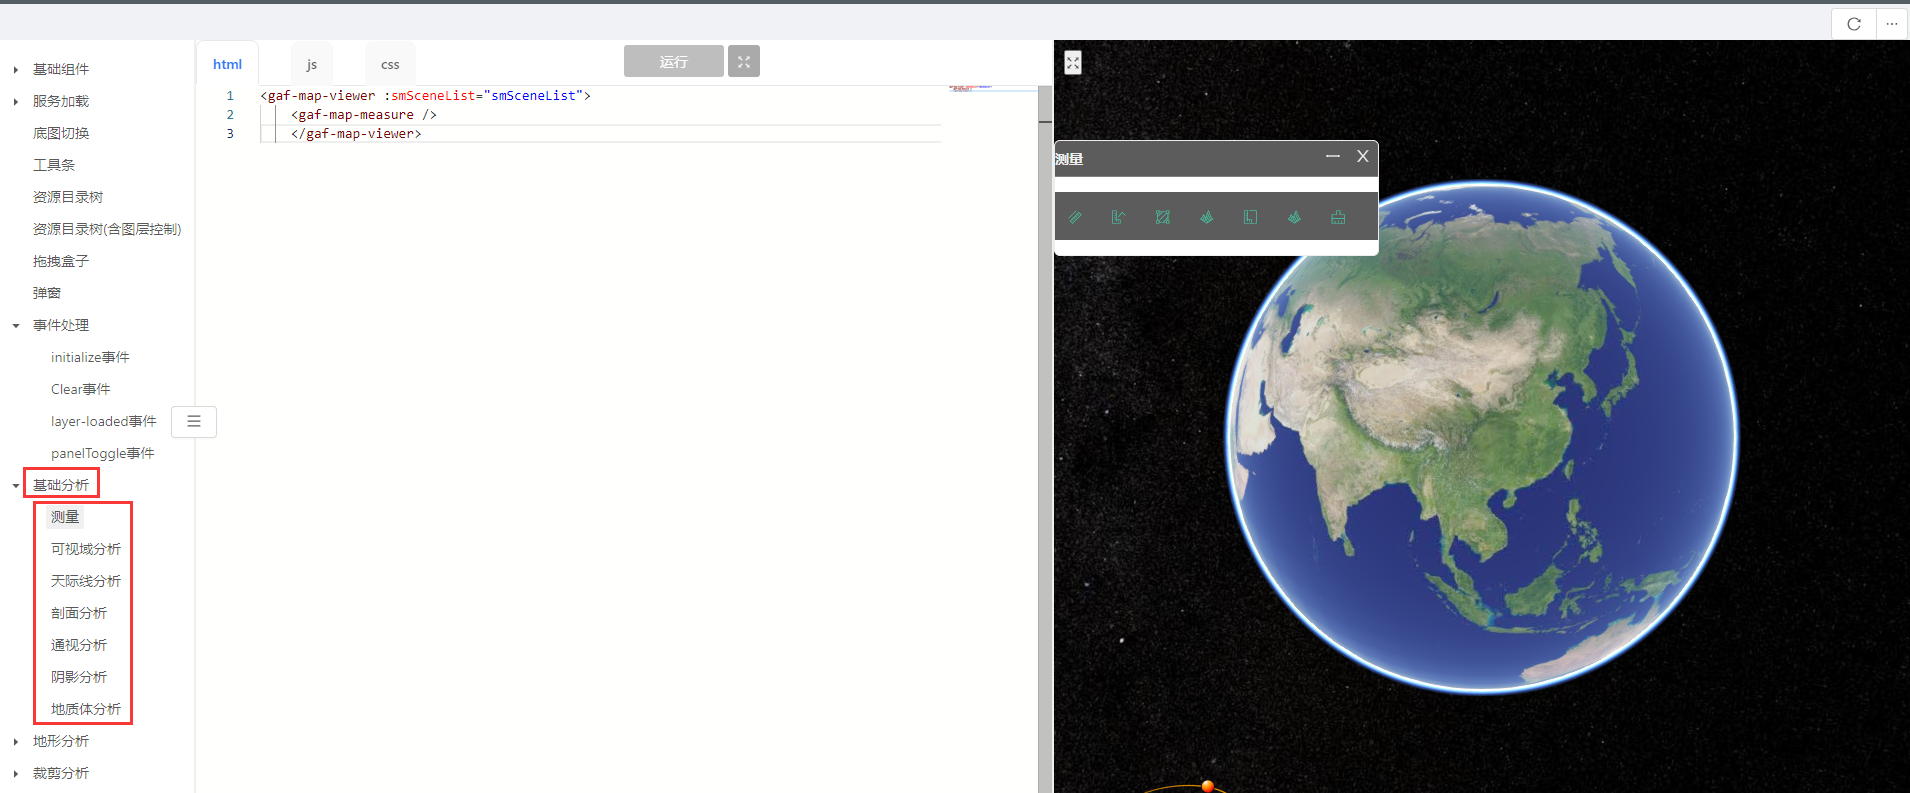 基础组件
服务加载
底图切换
工具条
资源目录树
资源目录树(含图层控制)
拖拽盒子
弹窗
事件处理
initialize事件
Clear事件
layer-loaded事件
panelToggle事件
基础分析
测量
可视域分析
天际线分析
剖面分析
通视分析
阴影分析
地质体分析
地形分析
裁剪分析
html js css 运行
1 <gaf-map-viewer :smSceneList="smSceneList">
2 <gaf-map-measure />
3 </gaf-map-viewer>
测量